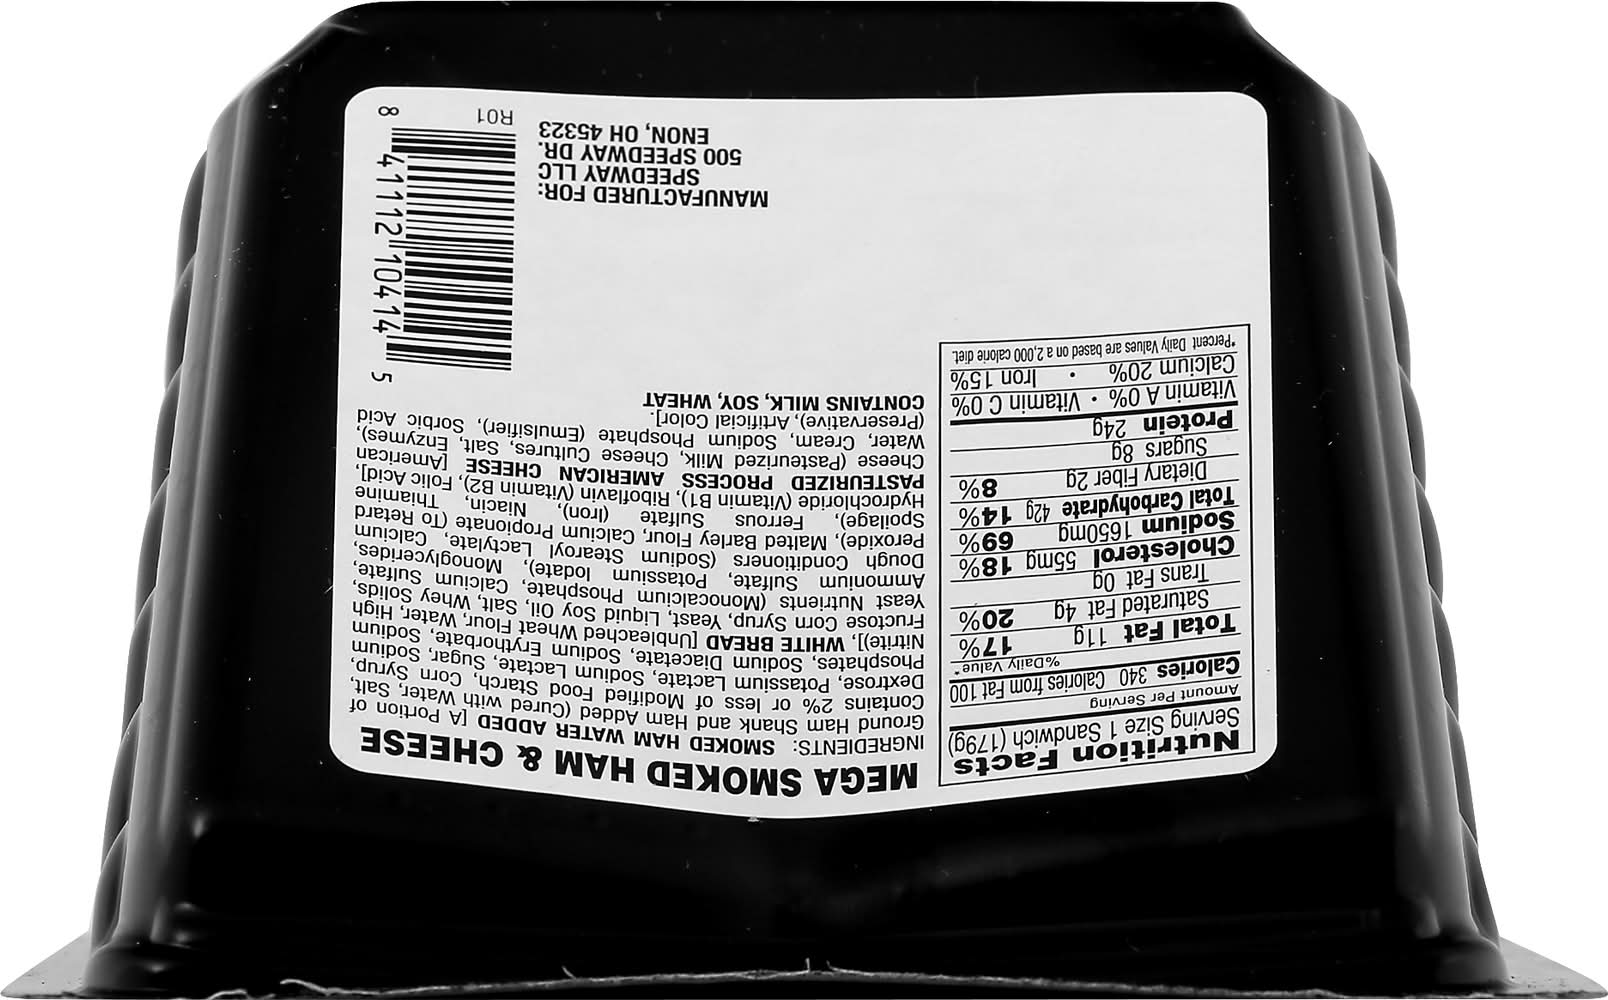 Nutrition Facts
Serving Size 1 Sandwich (179g)
Amount Per Serving
Calories 340 Calories from Fat 100
%Daily Value*
Total Fat 11g 17%
Saturated Fat 4g 20%
Trans Fat 0g
Cholesterol 55mg 18%
Sodium 1650mg 69%
Total Carbohydrate 42g 14%
Dietary Fiber 2g 8%
Sugars 8g
Protein 24g
Vitamin A 0% • Vitamin C 0%
Calcium 20% • Iron 15%
*Percent Daily Values are based on a 2,000 calorie diet.
MEGA SMOKED HAM & CHEESE
INGREDIENTS: SMOKED HAM WATER ADDED [A Portion of
Ground Ham Shank and Ham Added (Cured with Water, Salt,
Contains 2% or less of Modified Food Starch, Corn Syrup,
Dextrose, Potassium Lactate, Sodium Lactate, Sugar, Sodium
Phosphates, Sodium Diacetate, Sodium Erythorbate, Sodium
Nitrite)], WHITE BREAD [Unbleached Wheat Flour, Water, High
Fructose Corn Syrup, Yeast, Liquid Soy Oil, Salt, Whey Solids,
Yeast Nutrients (Monocalcium Phosphate, Calcium Sulfate,
Ammonium Sulfate, Potassium Iodate), Monoglycerides,
Dough Conditioners (Sodium Stearoyl Lactylate, Calcium
Peroxide), Malted Barley Flour, Calcium Propionate (To Retard
Spoilage), Ferrous Sulfate (Iron), Niacin, Thiamine
Hydrochloride (Vitamin B1), Riboflavin (Vitamin B2), Folic Acid],
PASTEURIZED PROCESS AMERICAN CHEESE [American
Cheese (Pasteurized Milk, Cheese Cultures, Salt, Enzymes),
Water, Cream, Sodium Phosphate (Emulsifier), Sorbic Acid
(Preservative), Artificial Color].
CONTAINS MILK, SOY, WHEAT
MANUFACTURED FOR:
SPEEDWAY LLC
500 SPEEDWAY DR.
ENON, OH 45323
R01
8 41112 10414 5